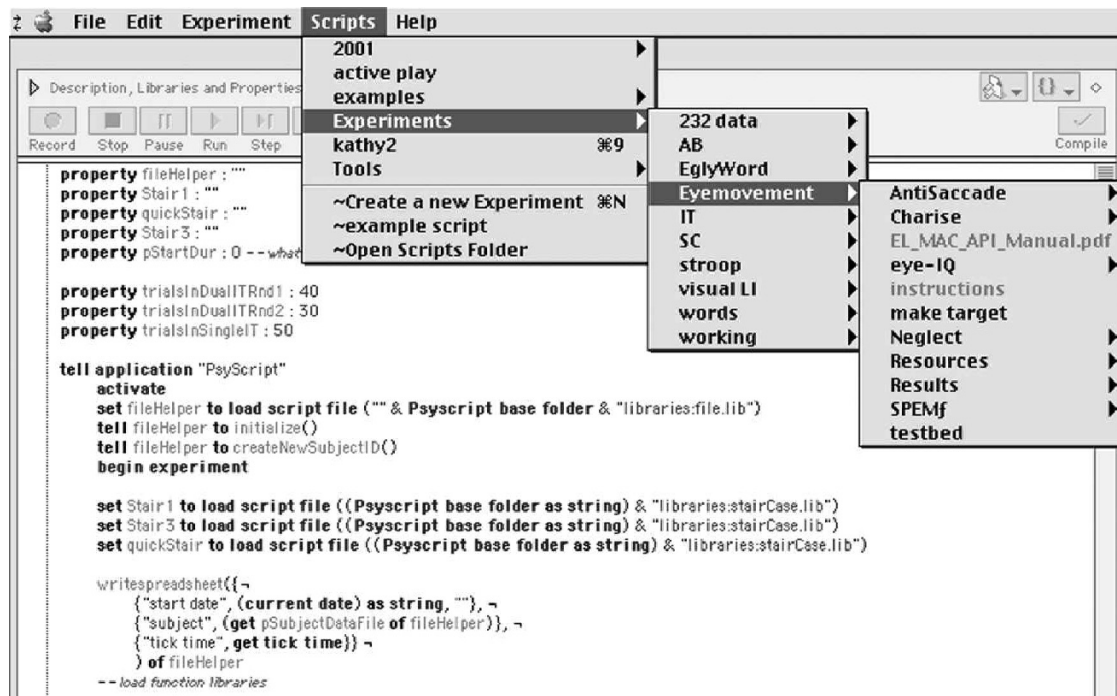 File Edit Experiment Scripts Help
2001
active play
examples
Experiments
kathy2 ⌘9
Tools
~Create a new Experiment ⌘N
~example script
~Open Scripts Folder
232 data
AB
EglyWord
Eyemovement
IT
SC
stroop
visual LI
words
working
AntiSaccade
Charise
EL_MAC_API_Manual.pdf
eye-IQ
instructions
make target
Neglect
Resources
Results
SPEMƒ
testbed
Description, Libraries and Properties
Record Stop Pause Run Step Compile
property fileHelper : ""
property Stair1 : ""
property quickStair : ""
property Stair3 : ""
property pStartDur : 0 --what
property trialsInDualITRnd1 : 40
property trialsInDualITRnd2 : 30
property trialsInSingleIT : 50
tell application "PsyScript"
activate
set fileHelper to load script file ("" & Psyscript base folder & "libraries:file.lib")
tell fileHelper to initialize()
tell fileHelper to createNewSubjectID()
begin experiment
set Stair1 to load script file ((Psyscript base folder as string) & "libraries:stairCase.lib")
set Stair3 to load script file ((Psyscript base folder as string) & "libraries:stairCase.lib")
set quickStair to load script file ((Psyscript base folder as string) & "libraries:stairCase.lib")
writespreadsheet({¬
{"start date", (current date) as string, ""}, ¬
{"subject", (get pSubjectDataFile of fileHelper)}, ¬
{"tick time", get tick time}} ¬
) of fileHelper
--load function libraries